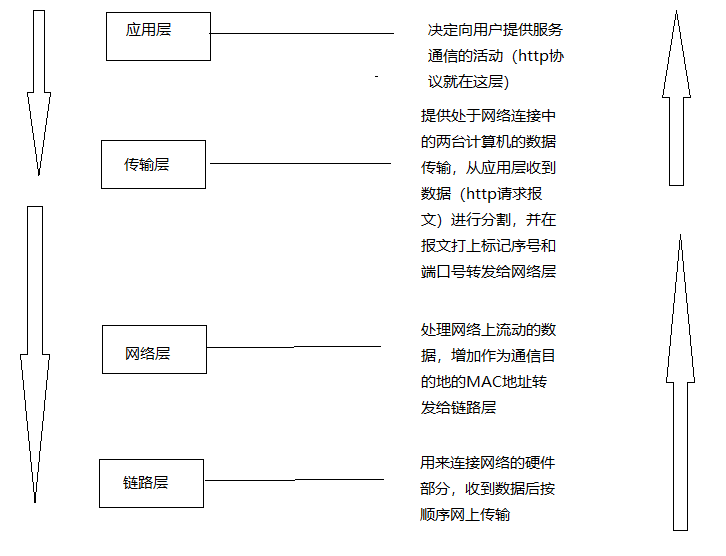 应用层
决定向用户提供服务
通信的活动（http协
议就在这层）
传输层
提供处于网络连接中
的两台计算机的数据
传输，从应用层收到
数据（http请求报
文）进行分割，并在
报文打上标记序号和
端口号转发给网络层
网络层
处理网络上流动的数
据，增加作为通信目
的地的MAC地址转
发给链路层
链路层
用来连接网络的硬件
部分，收到数据后按
顺序网上传输